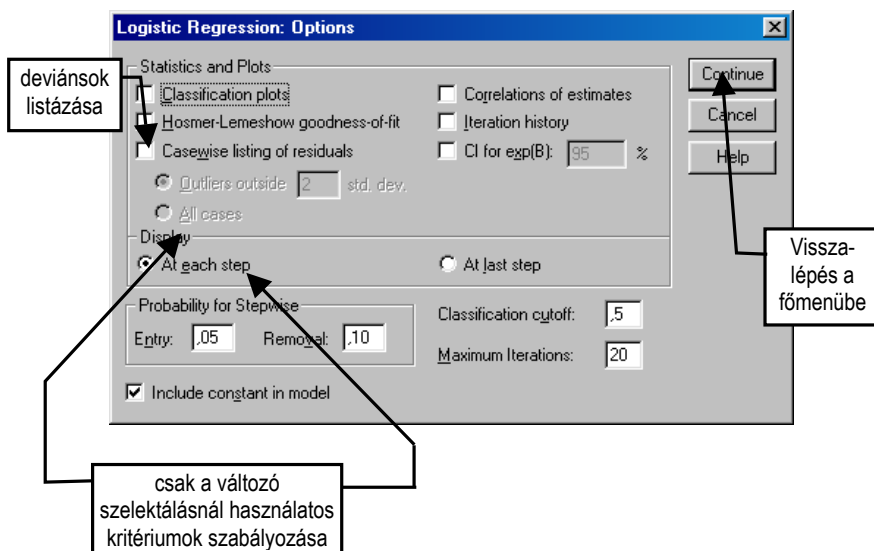 Logistic Regression: Options
deviánsok
listázása
Statistics and Plots
Classification plots
Hosmer-Lemeshow goodness-of-fit
Casewise listing of residuals
Outliers outside 2 std. dev.
All cases
Correlations of estimates
Iteration history
CI for exp(B): 95 %
Continue
Cancel
Help
Display
At each step
At last step
Vissza-
lépés a
főmenübe
Probability for Stepwise
Entry: ,05 Removal: ,10
Classification cutoff: ,5
Maximum Iterations: 20
Include constant in model
csak a változó
szelektálásnál használatos
kritériumok szabályozása